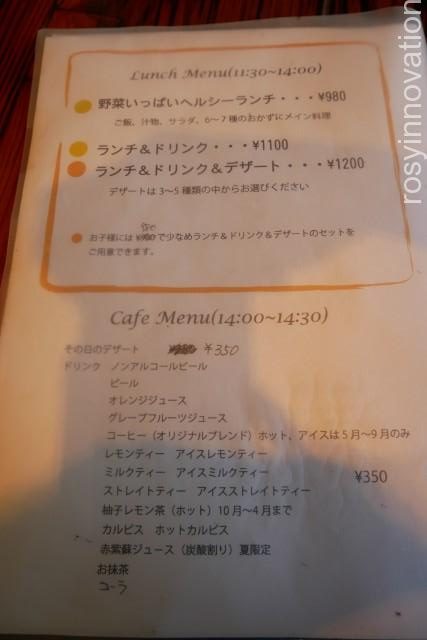 Lunch Menu(11:30~14:00)
野菜いっぱいヘルシーランチ・・・¥980
ご飯、汁物、サラダ、6〜7種のおかずにメイン料理
ランチ&ドリンク・・・¥1100
ランチ&ドリンク&デザート・・・¥1200
デザートは3〜5種類の中からお選びください
お子様には で少なめランチ&ドリンク&デザートのセットを
ご用意できます。
Cafe Menu(14:00~14:30)
その日のデザート ¥350
ドリンク ノンアルコールビール
ビール
オレンジジュース
グレープフルーツジュース
コーヒー(オリジナルブレンド)ホット、アイスは5月〜9月のみ
レモンティー アイスレモンティー
ミルクティー アイスミルクティー
¥350
ストレイトティー アイスストレイトティー
柚子レモン茶(ホット)10月〜4月まで
カルピス ホットカルピス
赤紫蘇ジュース(炭酸割り)夏限定
お抹茶
コーラ
rosyinnovation